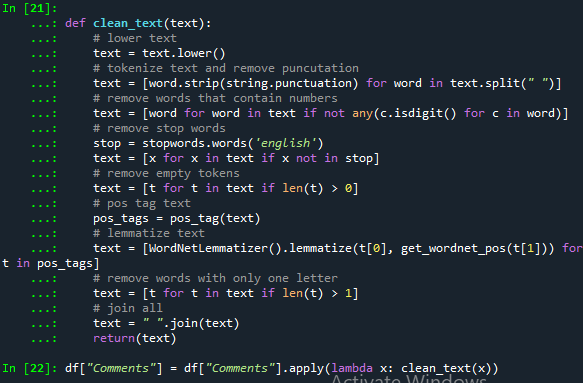 In [21]:
   ...: def clean_text(text):
   ...:     # lower text
   ...:     text = text.lower()
   ...:     # tokenize text and remove puncutation
   ...:     text = [word.strip(string.punctuation) for word in text.split(" ")]
   ...:     # remove words that contain numbers
   ...:     text = [word for word in text if not any(c.isdigit() for c in word)]
   ...:     # remove stop words
   ...:     stop = stopwords.words('english')
   ...:     text = [x for x in text if x not in stop]
   ...:     # remove empty tokens
   ...:     text = [t for t in text if len(t) > 0]
   ...:     # pos tag text
   ...:     pos_tags = pos_tag(text)
   ...:     # lemmatize text
   ...:     text = [WordNetLemmatizer().lemmatize(t[0], get_wordnet_pos(t[1])) for
t in pos_tags]
   ...:     # remove words with only one letter
   ...:     text = [t for t in text if len(t) > 1]
   ...:     # join all
   ...:     text = " ".join(text)
   ...:     return(text)

In [22]: df["Comments"] = df["Comments"].apply(lambda x: clean_text(x))
Activate Windows